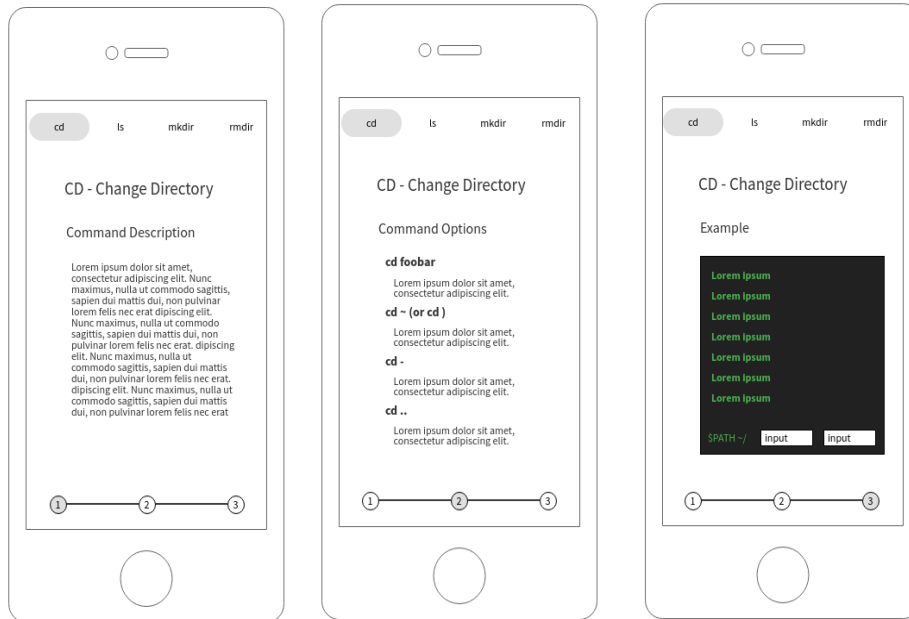 cd ls mkdir rmdir
CD - Change Directory
Command Description
Lorem ipsum dolor sit amet,
consectetur adipiscing elit. Nunc
maximus, nulla ut commodo sagittis,
sapien dui mattis dui, non pulvinar
lorem felis nec erat dipiscing elit.
Nunc maximus, nulla ut commodo
sagittis, sapien dui mattis dui, non
pulvinar lorem felis nec erat. dipiscing
elit. Nunc maximus, nulla ut
commodo sagittis, sapien dui mattis
dui, non pulvinar lorem felis nec erat.
dipiscing elit. Nunc maximus, nulla ut
commodo sagittis, sapien dui mattis
dui, non pulvinar lorem felis nec erat
1 2 3
cd ls mkdir rmdir
CD - Change Directory
Command Options
cd foobar
Lorem ipsum dolor sit amet,
consectetur adipiscing elit.
cd ~ (or cd )
Lorem ipsum dolor sit amet,
consectetur adipiscing elit.
cd -
Lorem ipsum dolor sit amet,
consectetur adipiscing elit.
cd ..
Lorem ipsum dolor sit amet,
consectetur adipiscing elit.
1 2 3
cd ls mkdir rmdir
CD - Change Directory
Example
Lorem Ipsum
Lorem Ipsum
Lorem Ipsum
Lorem Ipsum
Lorem Ipsum
Lorem Ipsum
Lorem Ipsum
$PATH ~/ input input
1 2 3